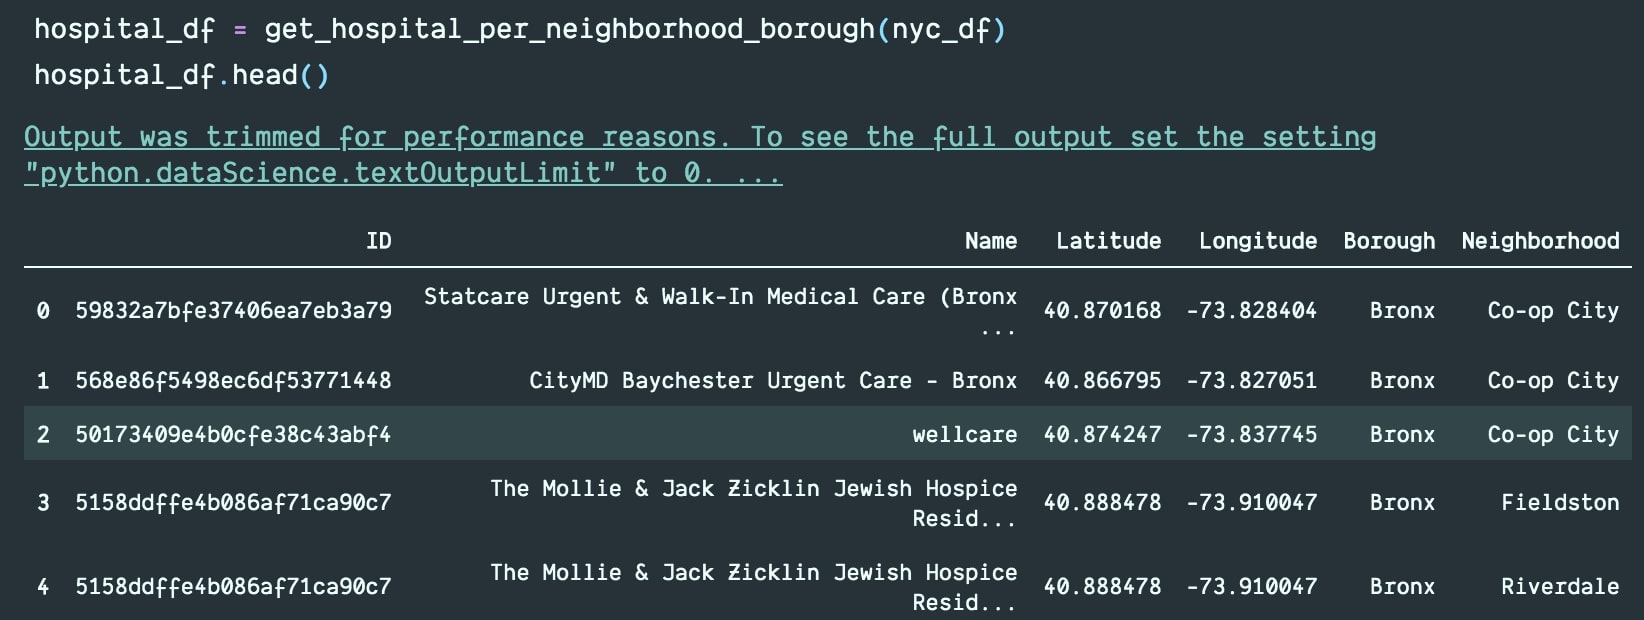 hospital_df = get_hospital_per_neighborhood_borough(nyc_df)
hospital_df.head()
Output was trimmed for performance reasons. To see the full output set the setting
"python.dataScience.textOutputLimit" to 0. ...
ID Name Latitude Longitude Borough Neighborhood
0 59832a7bfe37406ea7eb3a79 Statcare Urgent & Walk-In Medical Care (Bronx ... 40.870168 -73.828404 Bronx Co-op City
1 568e86f5498ec6df53771448 CityMD Baychester Urgent Care - Bronx 40.866795 -73.827051 Bronx Co-op City
2 50173409e4b0cfe38c43abf4 wellcare 40.874247 -73.837745 Bronx Co-op City
3 5158ddffe4b086af71ca90c7 The Mollie & Jack Zicklin Jewish Hospice Resid... 40.888478 -73.910047 Bronx Fieldston
4 5158ddffe4b086af71ca90c7 The Mollie & Jack Zicklin Jewish Hospice Resid... 40.888478 -73.910047 Bronx Riverdale